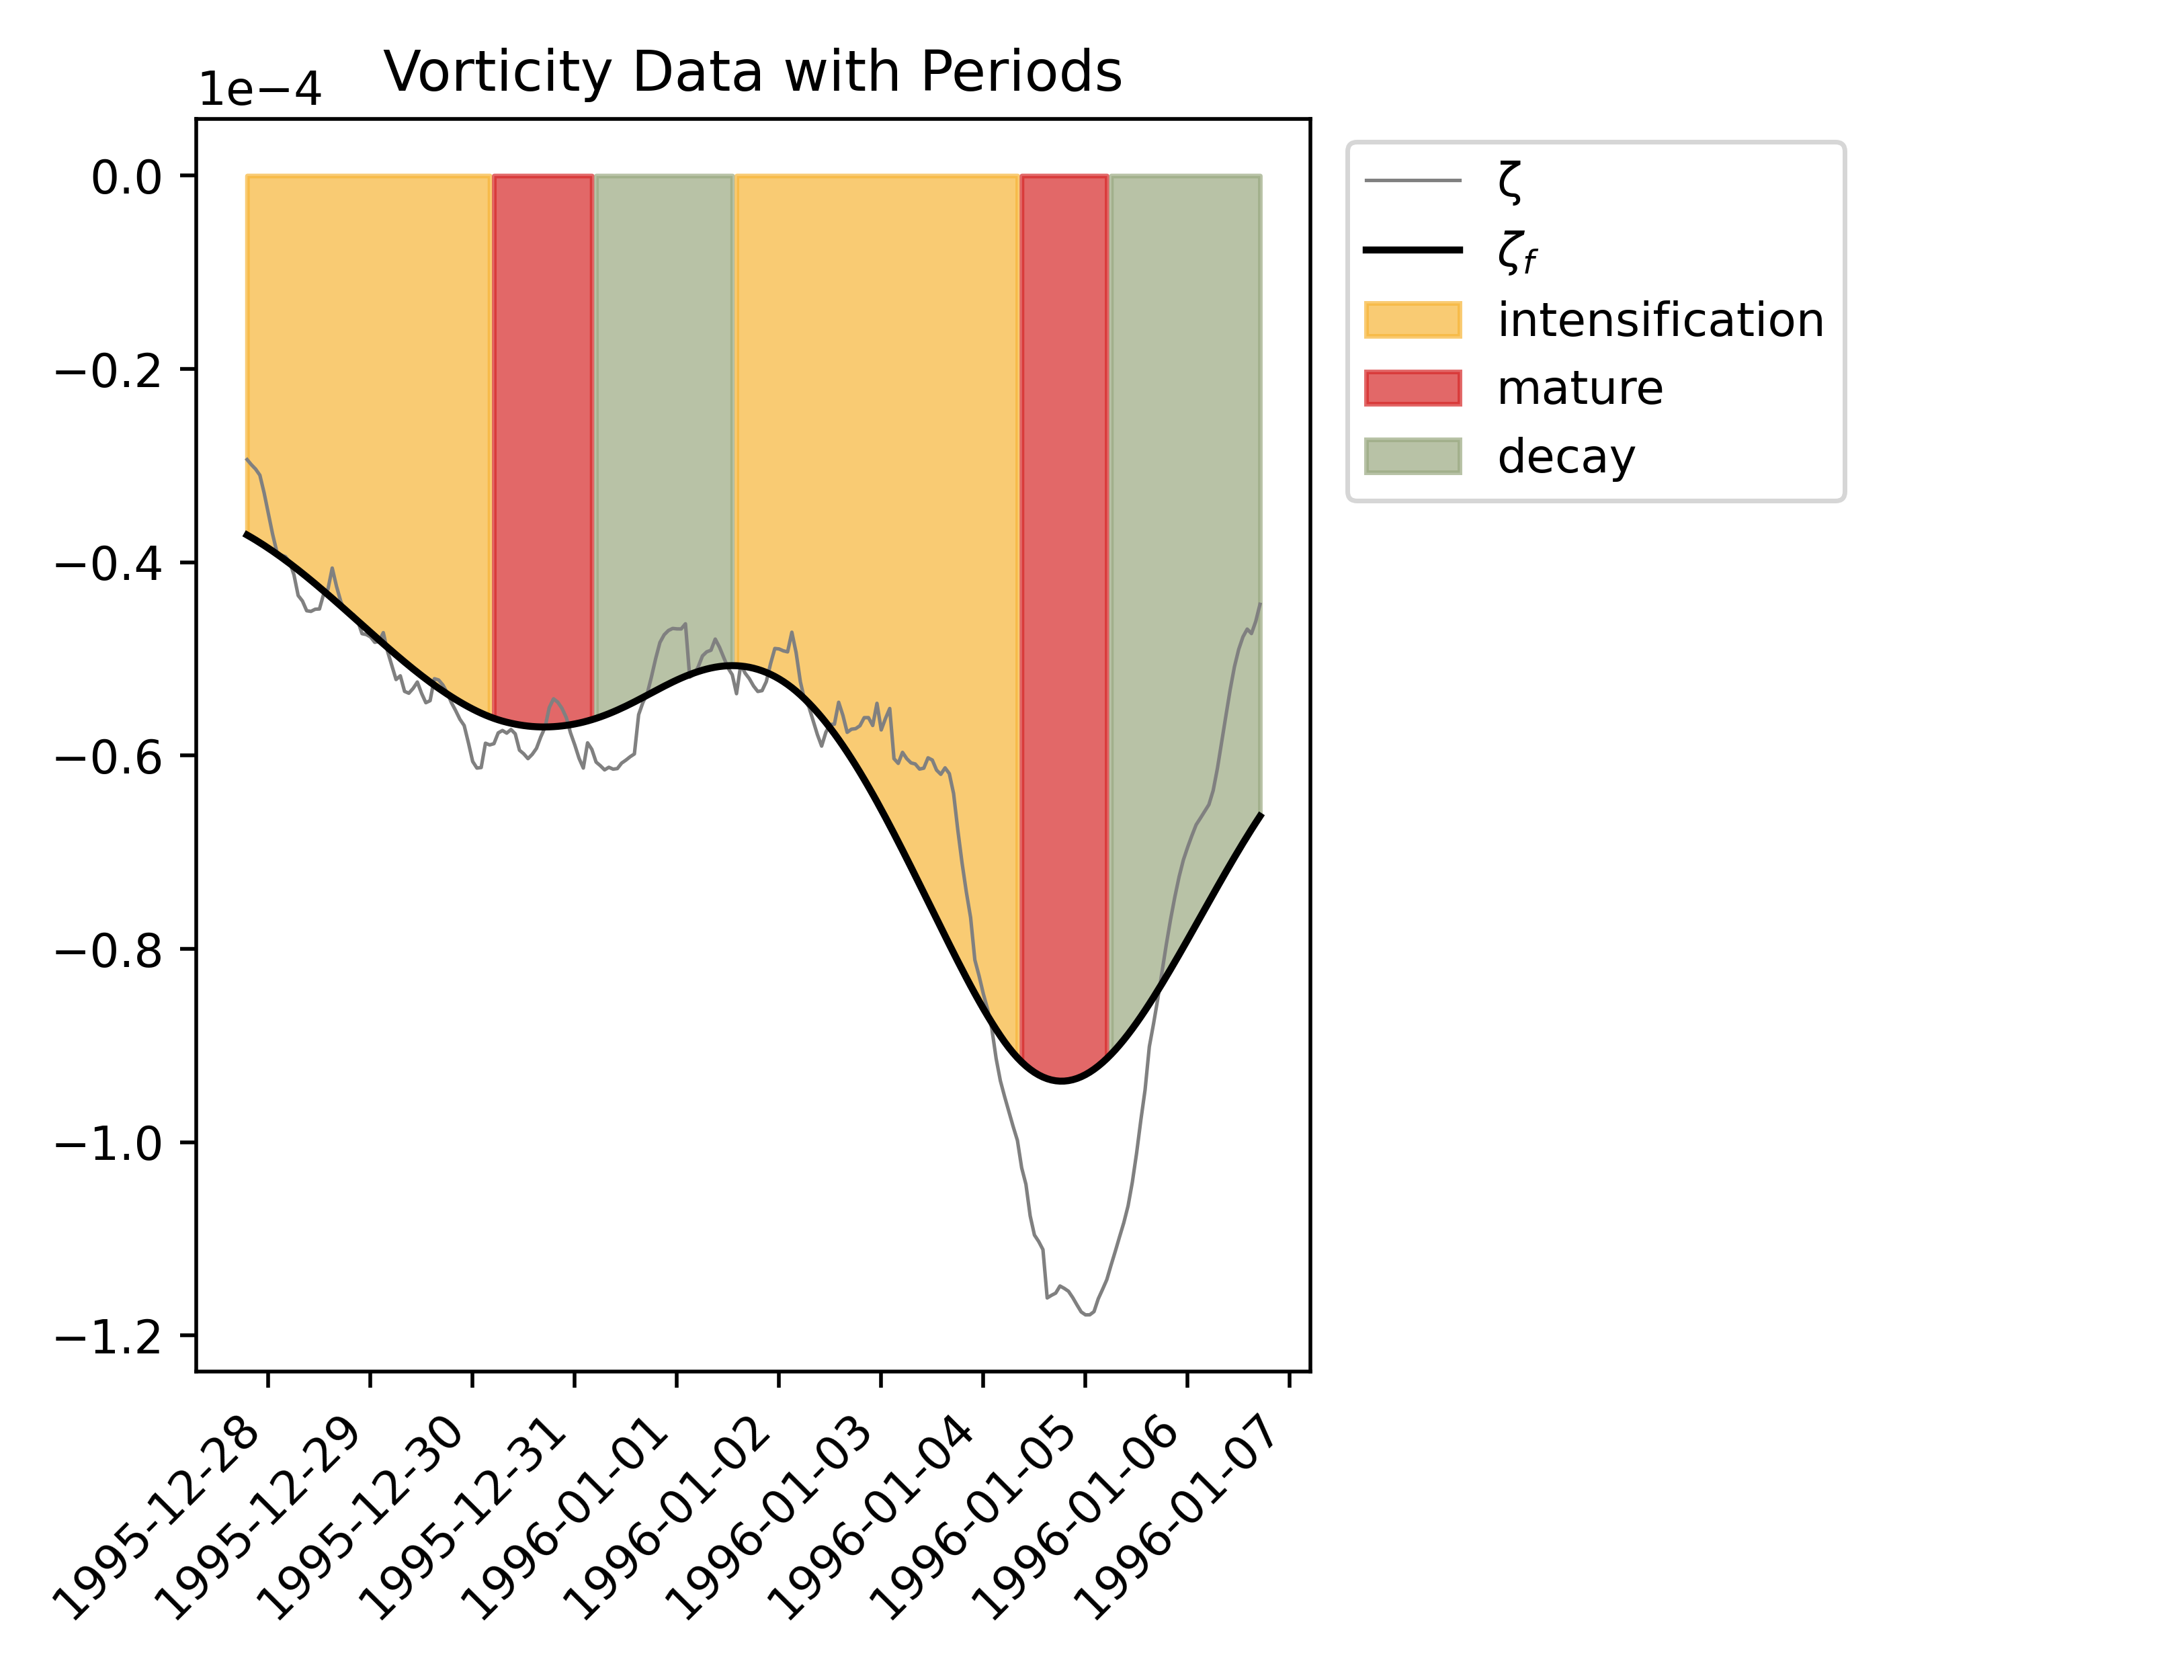 Vorticity Data with Periods
1e−4
0.0
−0.2
−0.4
−0.6
−0.8
−1.0
−1.2
1995-12-28
1995-12-29
1995-12-30
1995-12-31
1996-01-01
1996-01-02
1996-01-03
1996-01-04
1996-01-05
1996-01-06
1996-01-07
ζ
ζf
intensification
mature
decay